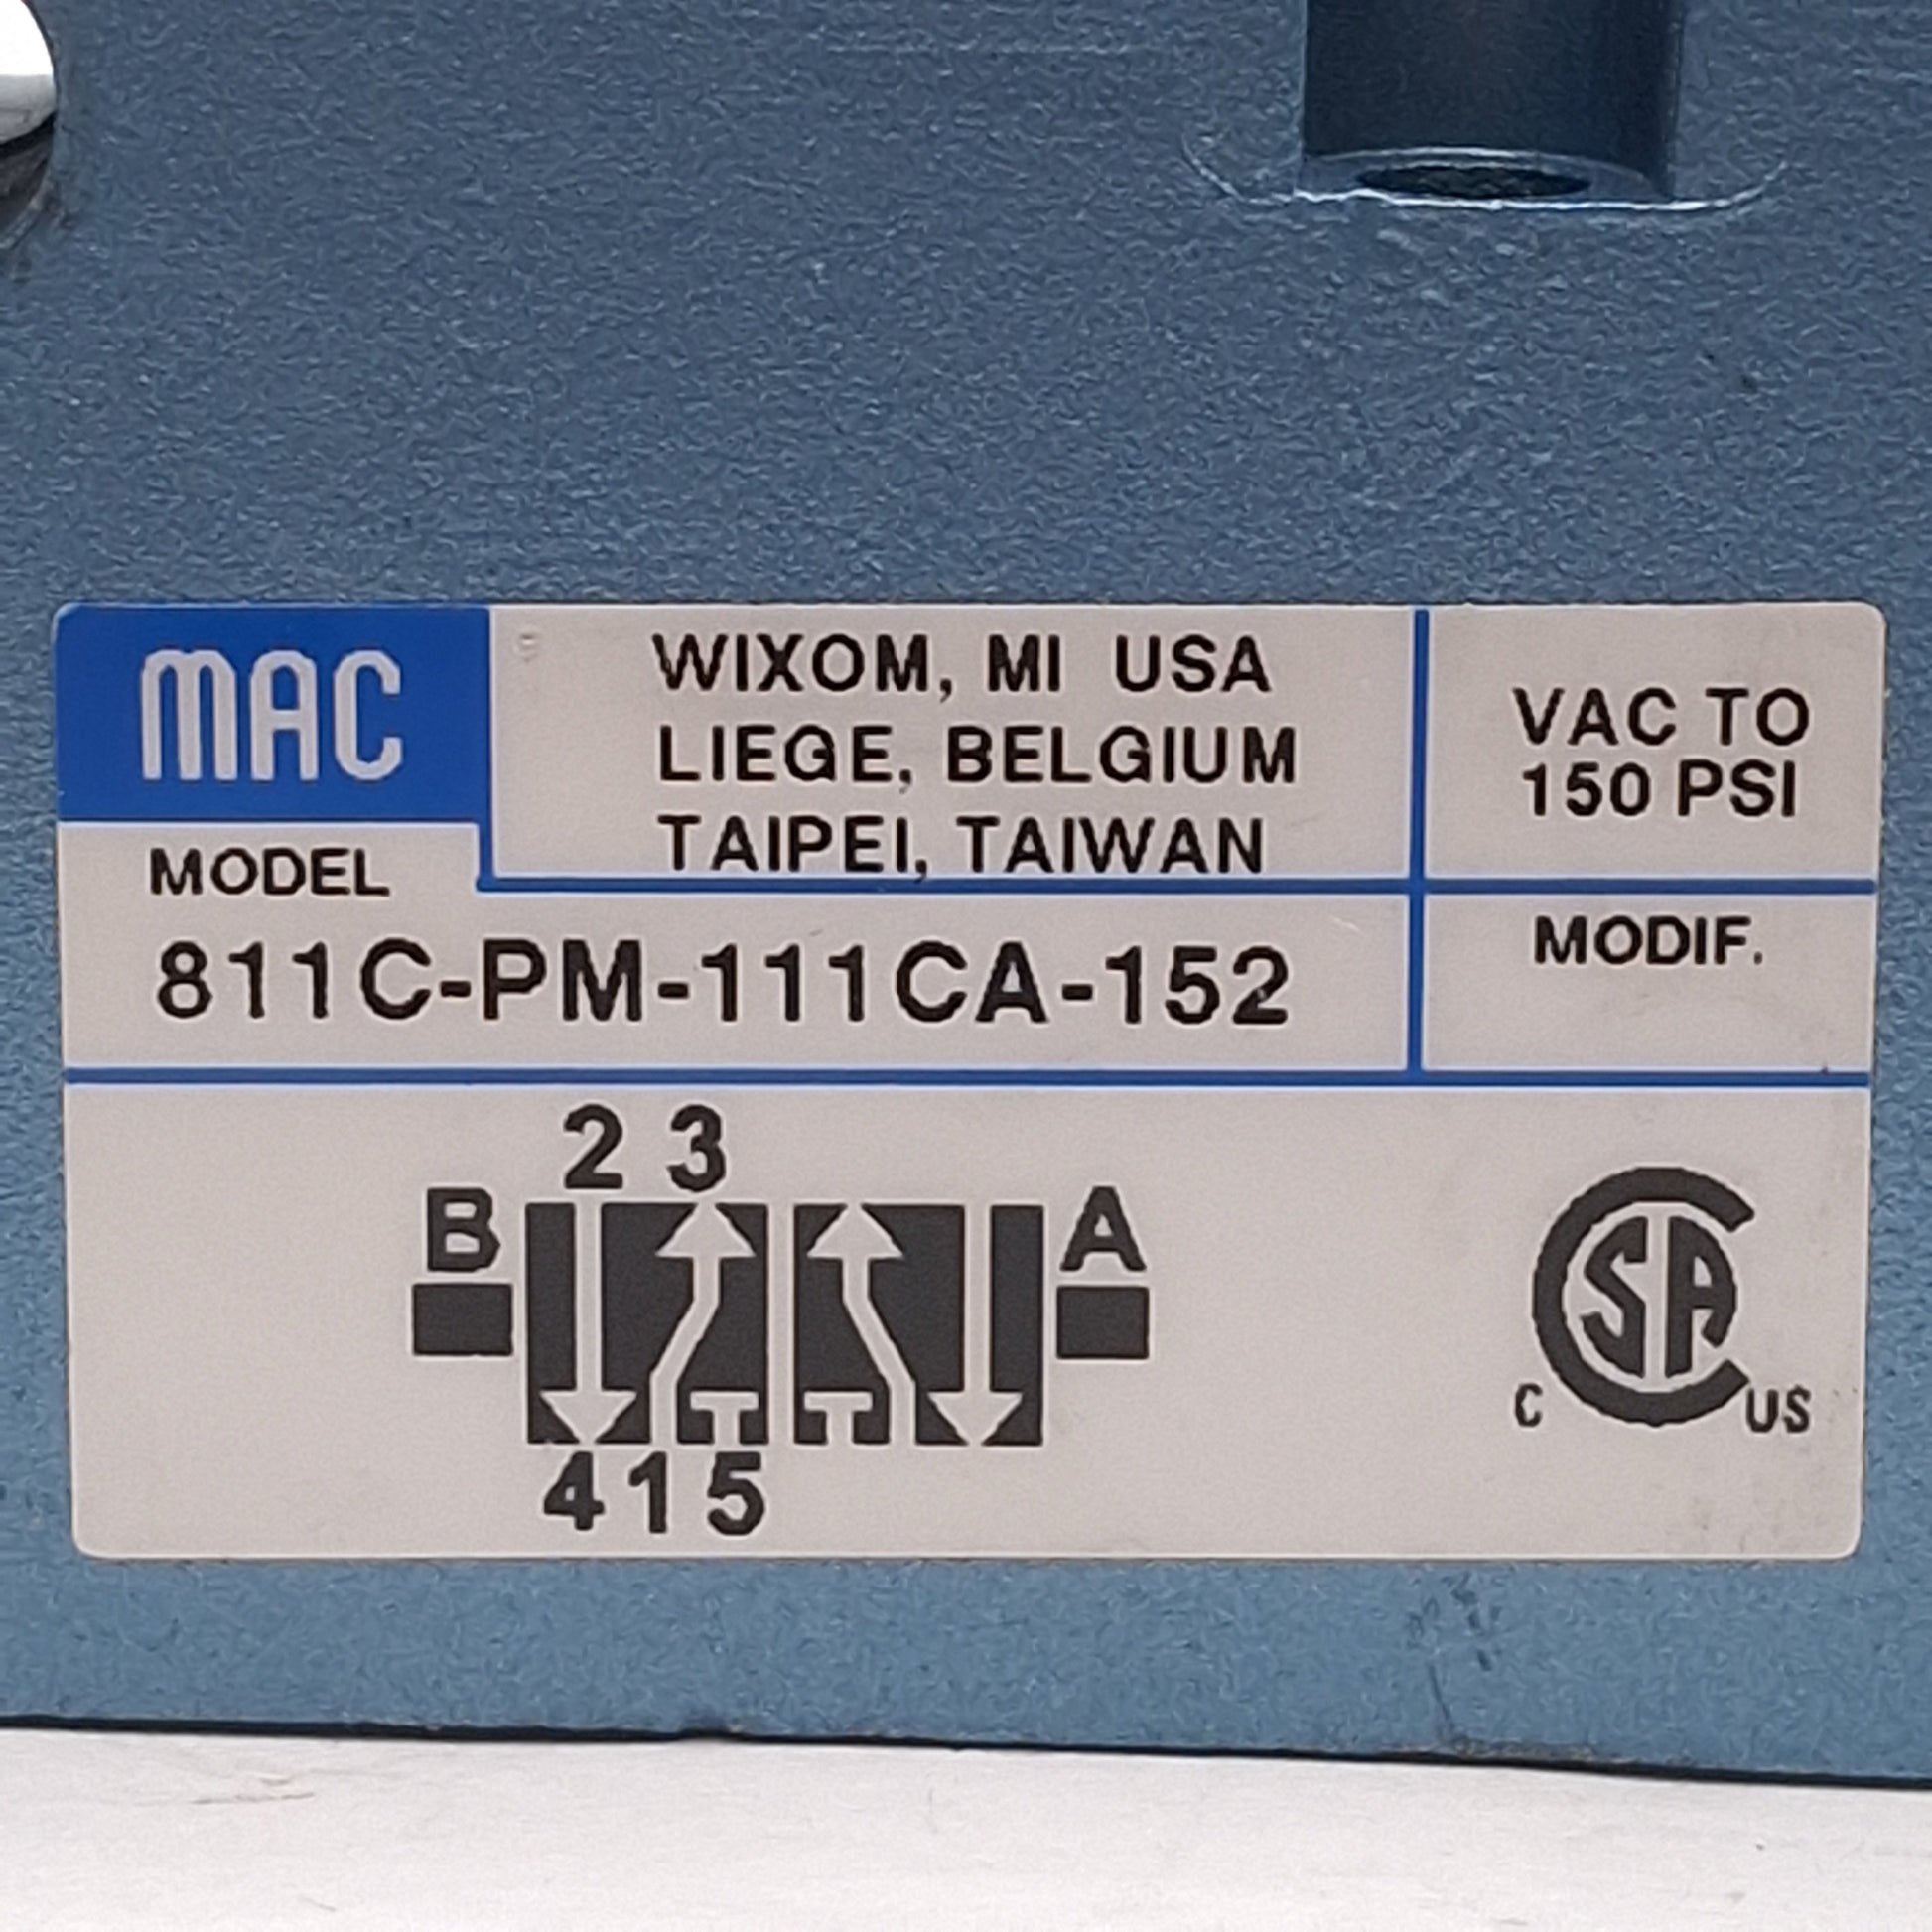 MAC
WIXOM, MI USA
LIEGE, BELGIUM
TAIPEI, TAIWAN
VAC TO
150 PSI
MODEL
811C-PM-111CA-152
MODIF.
2 3
B
A
4 1 5
CSA
C US